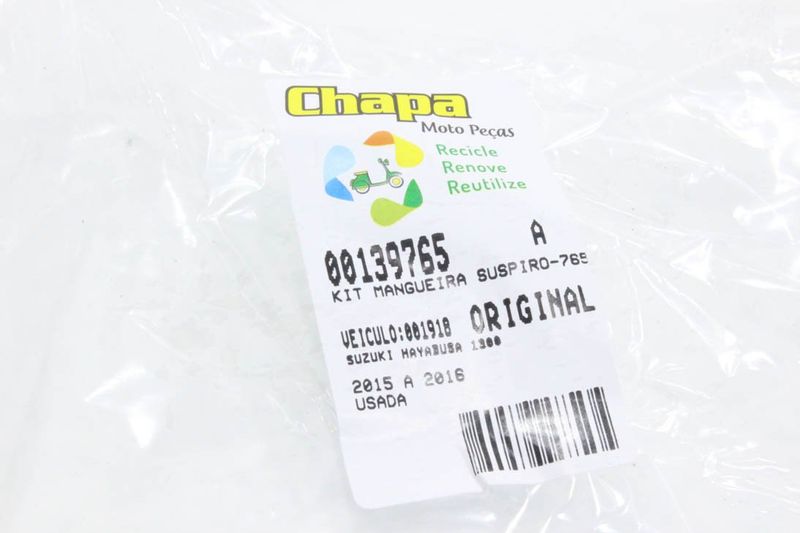 Chapa
Moto Peças
Recicle
Renove
Reutilize
00139765 A
KIT MANGUEIRA SUSPIRO-765
VEICULO:001918 ORIGINAL
SUZUKI HAYABUSA 1300
2015 A 2016
USADA